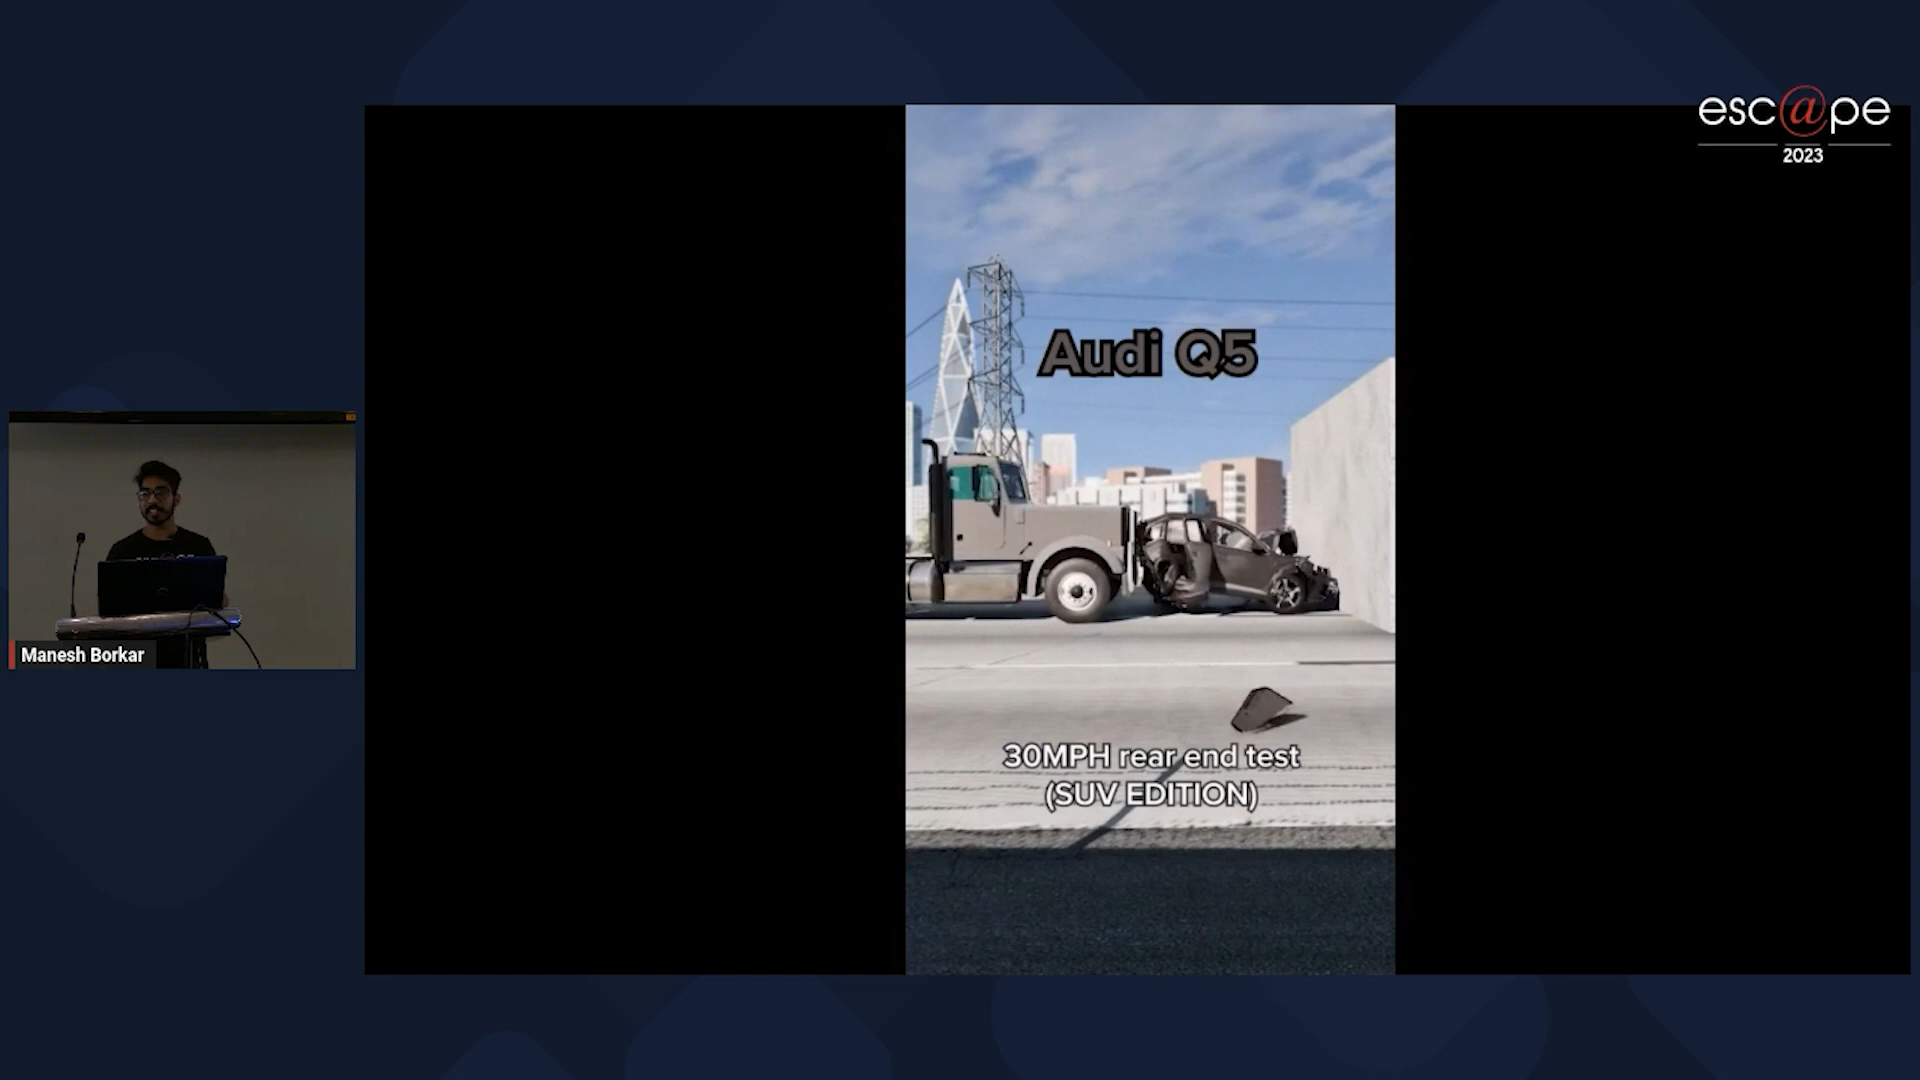 esc@pe
2023
Audi Q5
30MPH rear end test
(SUV EDITION)
Manesh Borkar